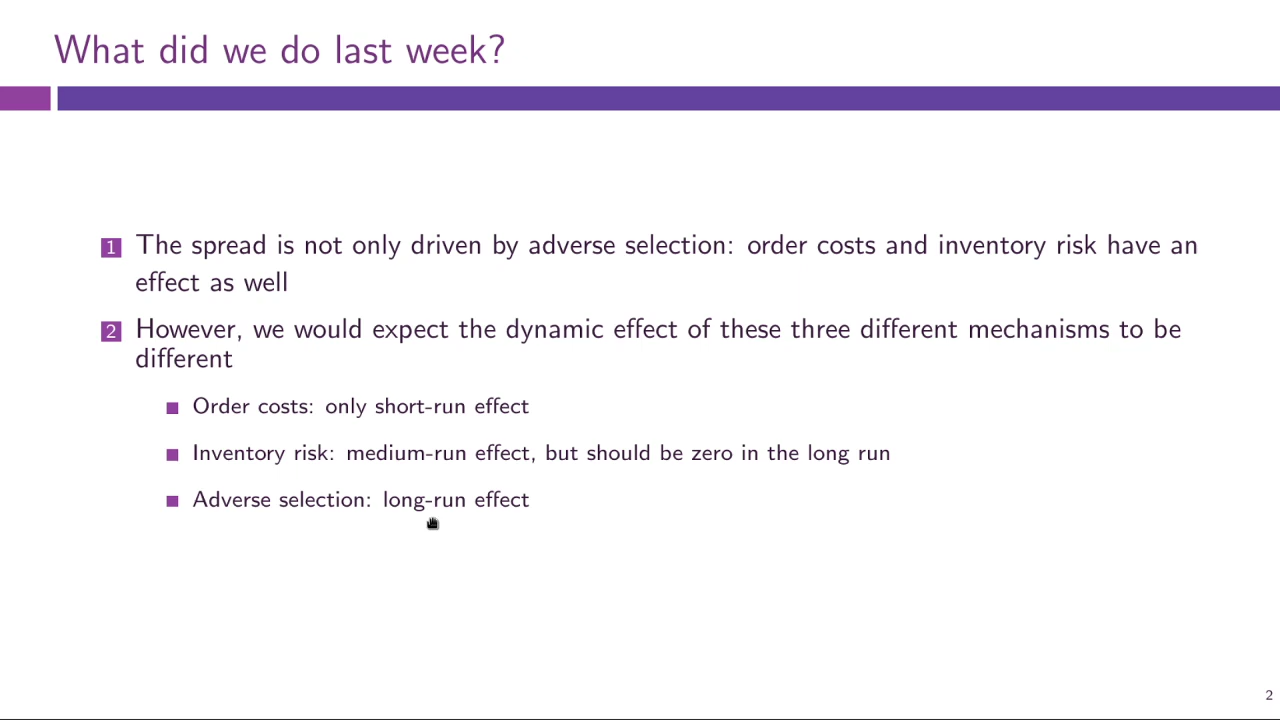 What did we do last week?
1 The spread is not only driven by adverse selection: order costs and inventory risk have an
effect as well
2 However, we would expect the dynamic effect of these three different mechanisms to be
different
Order costs: only short-run effect
Inventory risk: medium-run effect, but should be zero in the long run
Adverse selection: long-run effect
2